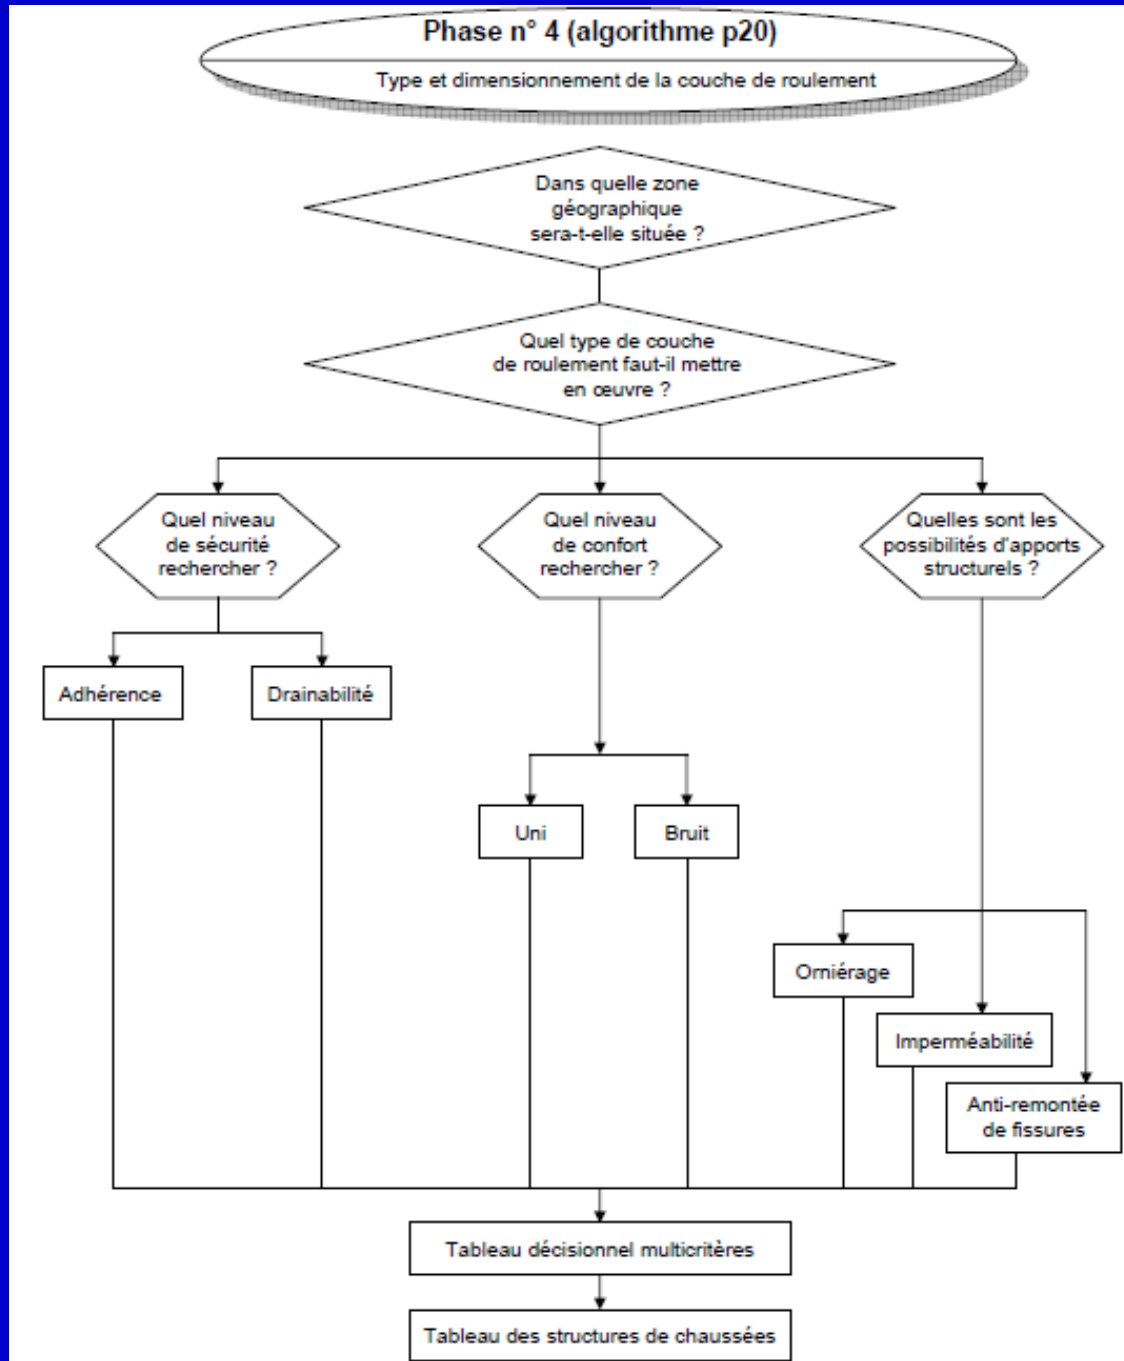 Phase n° 4 (algorithme p20)
Type et dimensionnement de la couche de roulement
Dans quelle zone
géographique
sera-t-elle située ?
Quel type de couche
de roulement faut-il mettre
en œuvre ?
Quel niveau
de sécurité
rechercher ?
Quel niveau
de confort
rechercher ?
Quelles sont les
possibilités d'apports
structurels ?
Adhérence
Drainabilité
Uni
Bruit
Orniérage
Imperméabilité
Anti-remontée
de fissures
Tableau décisionnel multicritères
Tableau des structures de chaussées